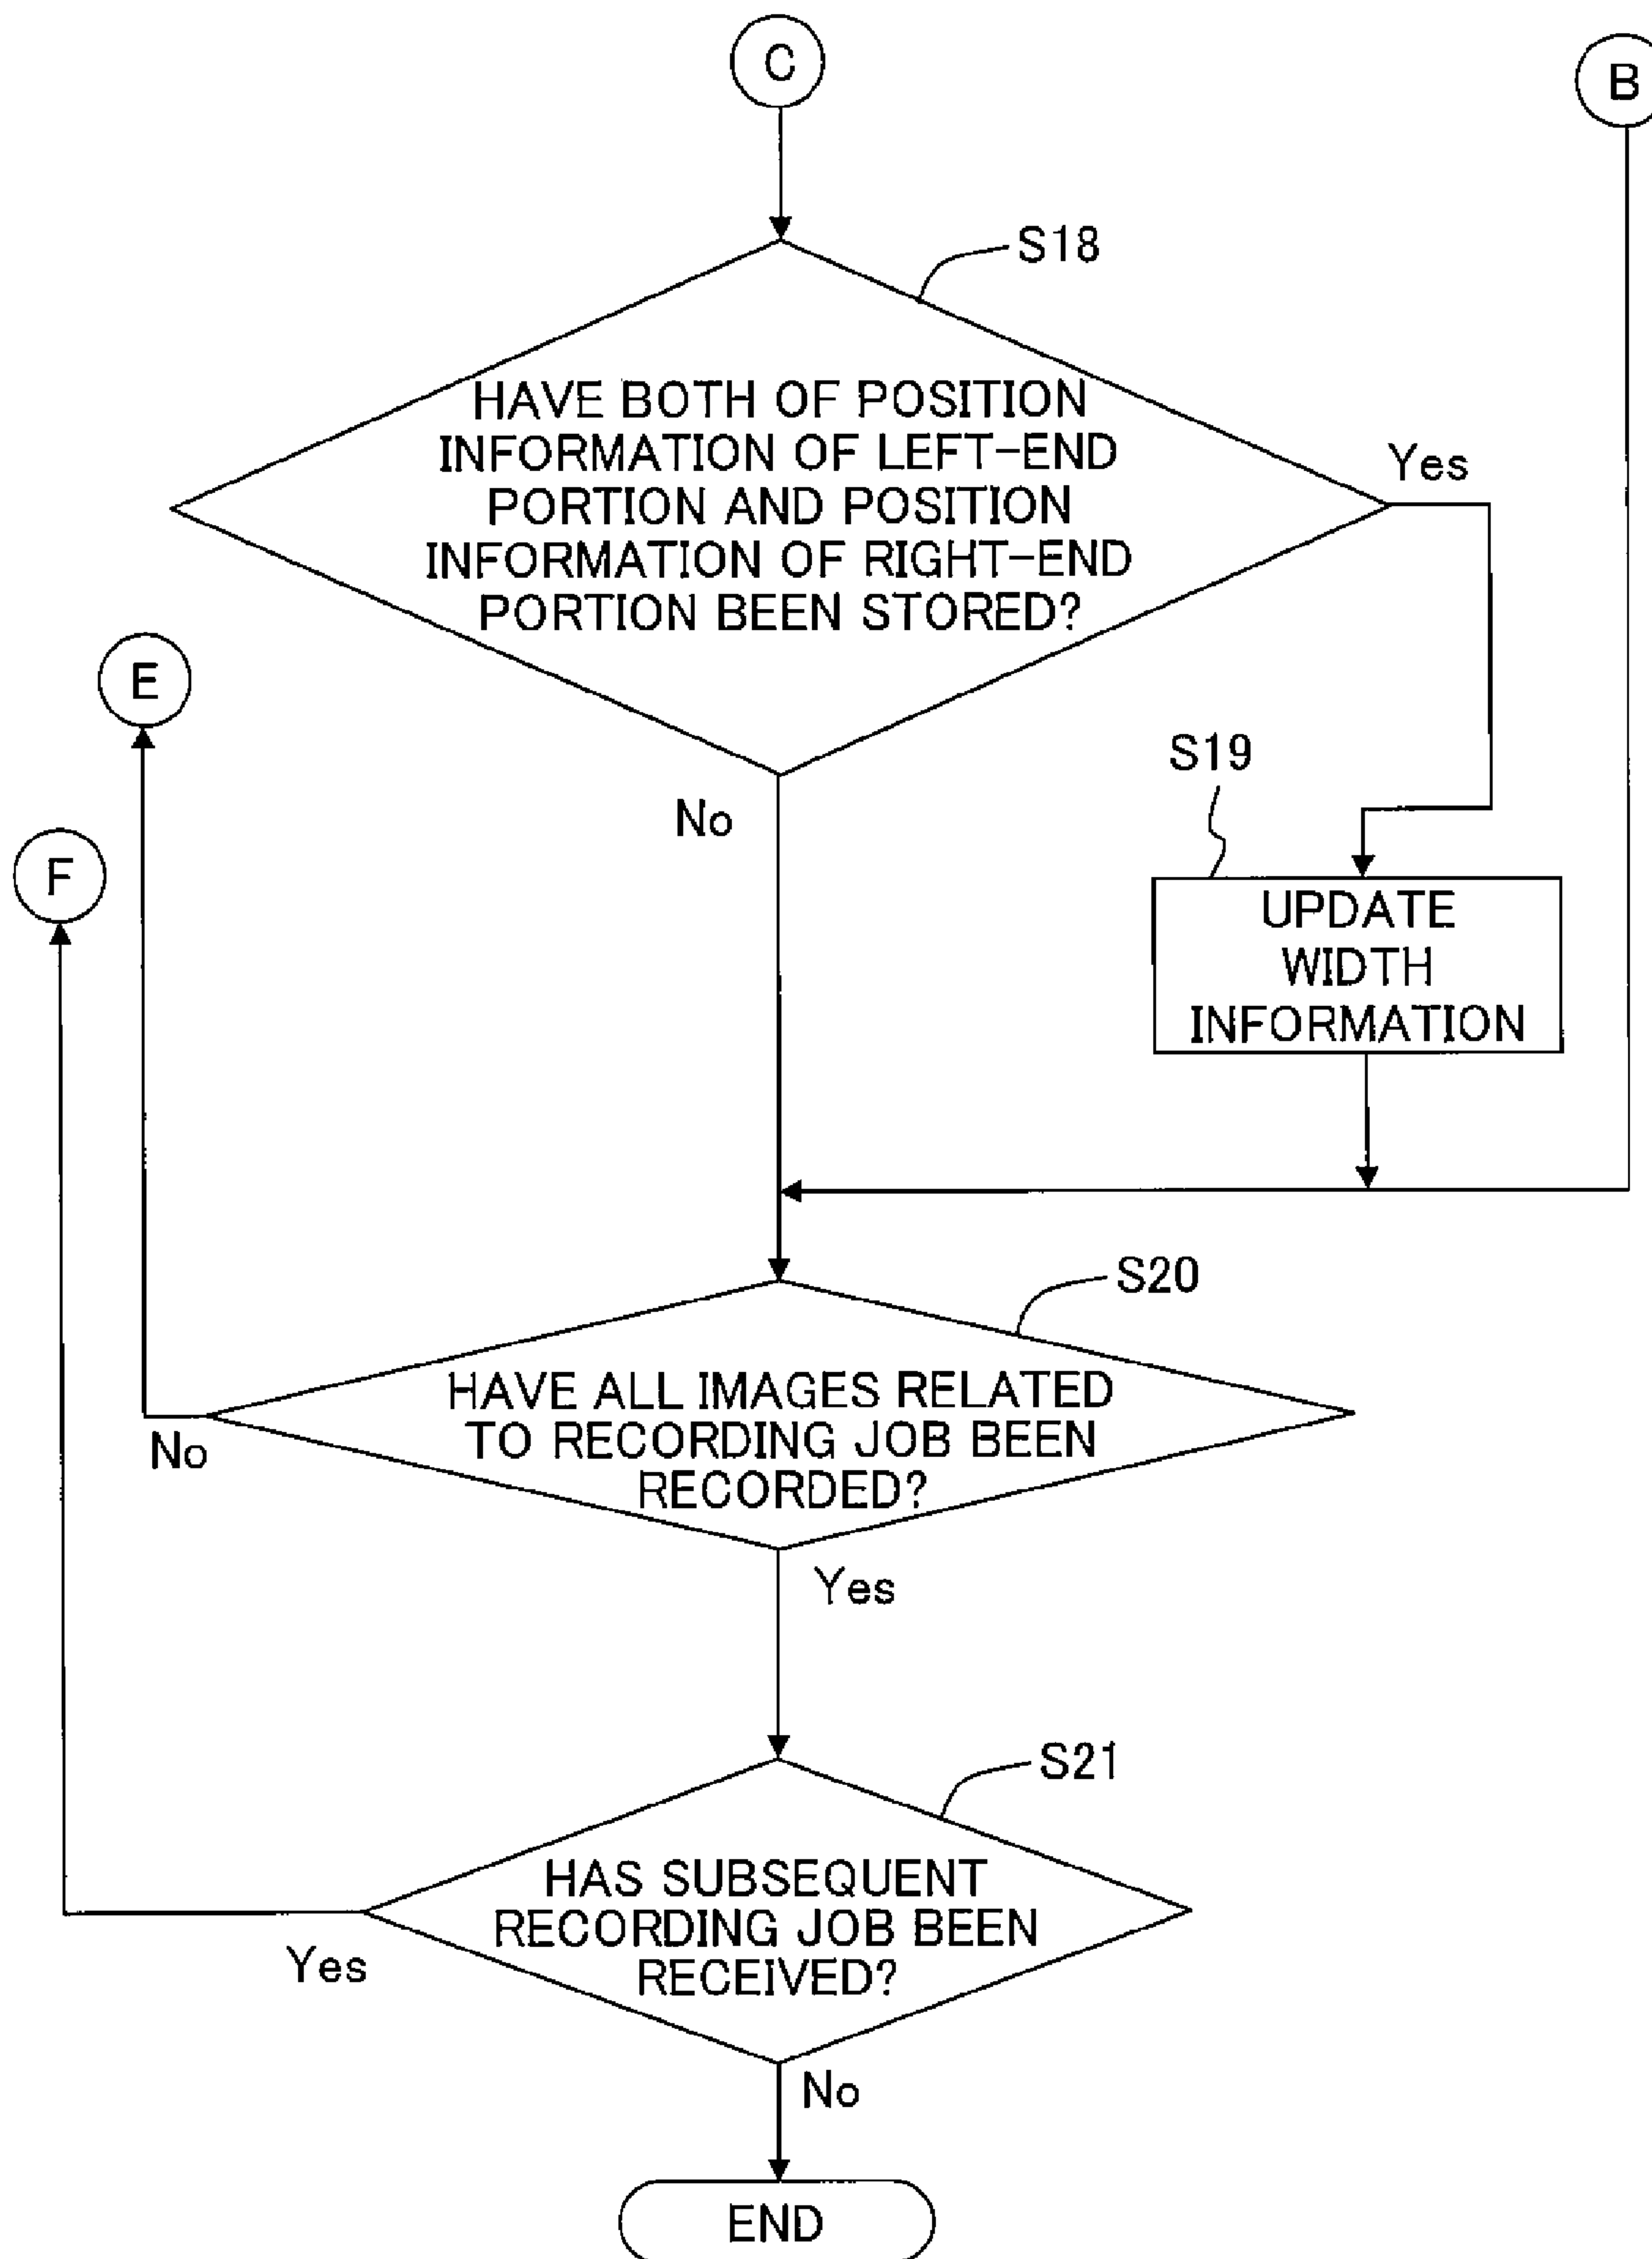 C
B
S18
HAVE BOTH OF POSITION
INFORMATION OF LEFT-END
PORTION AND POSITION
INFORMATION OF RIGHT-END
PORTION BEEN STORED?
Yes
E
S19
No
F
UPDATE
WIDTH
INFORMATION
S20
HAVE ALL IMAGES RELATED
TO RECORDING JOB BEEN
RECORDED?
No
Yes
S21
HAS SUBSEQUENT
RECORDING JOB BEEN
RECEIVED?
Yes
No
END